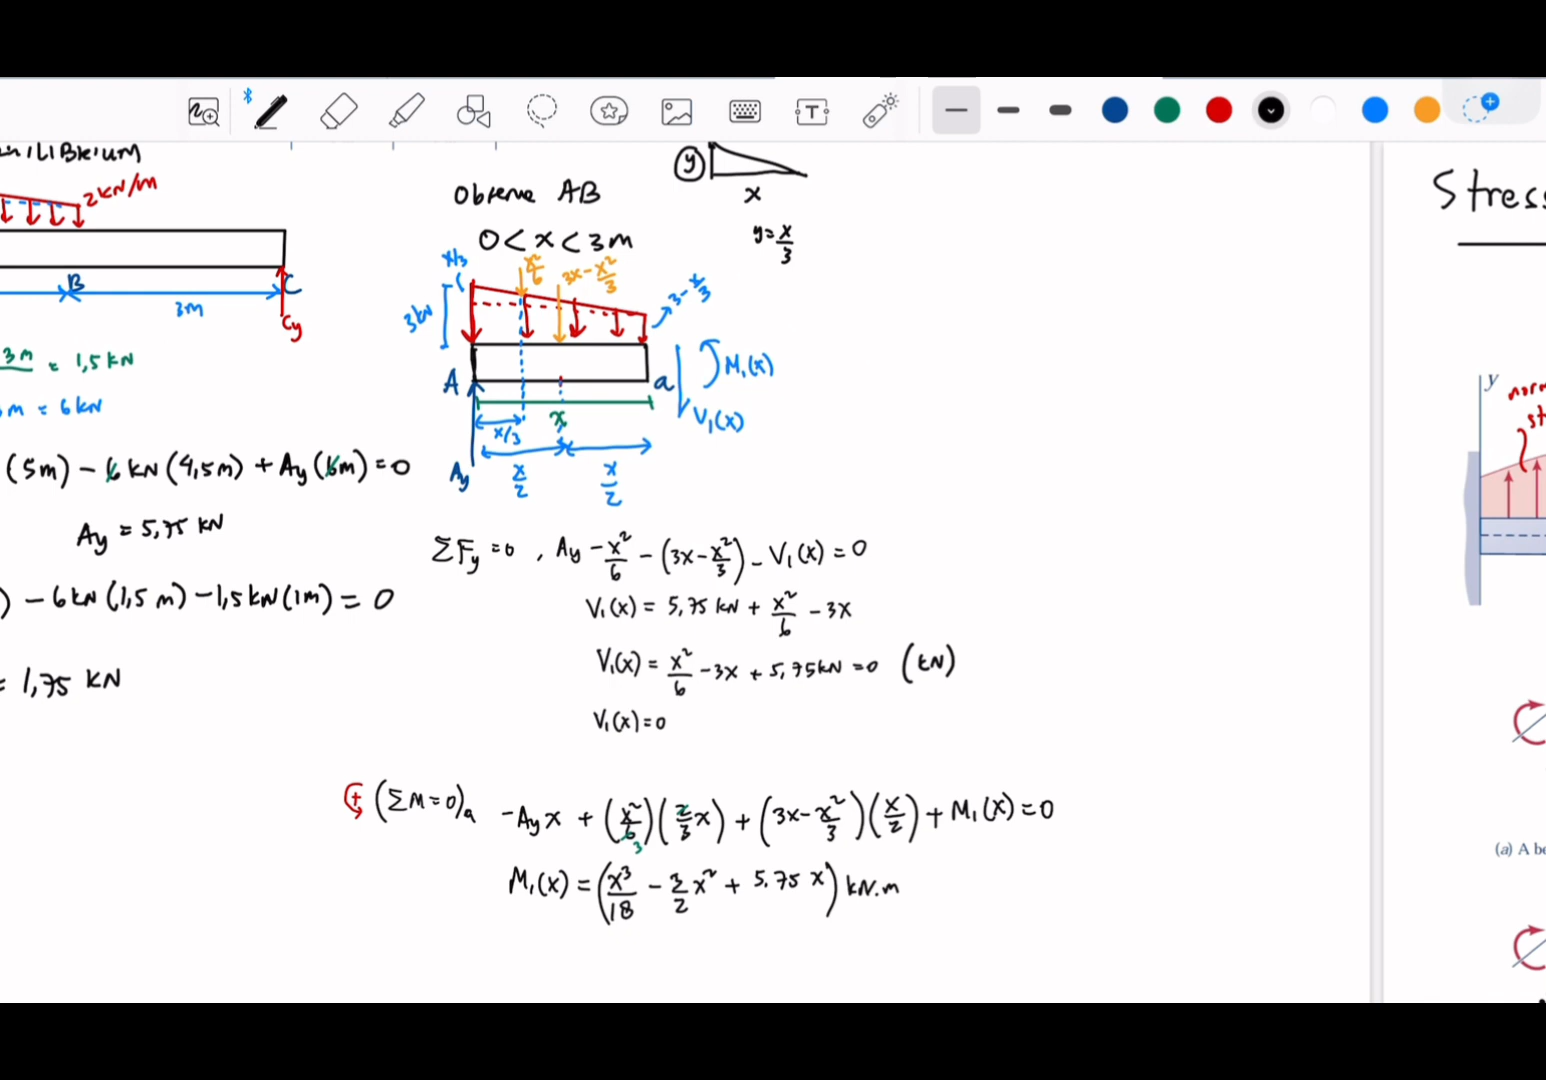 2kN/m
B
C
3m
Cy
3m = 1,5 kN
m = 6 kN
(5m) - 6 kN (4,5m) + Ay (6m) = 0
Ay = 5,75 kN
) - 6kN (1,5 m) - 1,5 kN (1m) = 0
= 1,75 KN
Observe AB
0 < x < 3m
y
x
y = x/3
x/3
x²/6
3x - x²/3
3 - x/3
3kN
A
a
M₁(x)
V₁(x)
x
x/3
Ay
x/2
x/2
ΣFy = 0 , Ay - x²/6 - (3x - x²/3) - V₁(x) = 0
V₁(x) = 5,75 kN + x²/6 - 3x
V₁(x) = x²/6 - 3x + 5,75kN = 0 (kN)
V₁(x) = 0
+ (ΣM = 0)a - Ay x + (x²/6)(2/3 x) + (3x - x²/3)(x/2) + M₁(x) = 0
3
M₁(x) = (x³/18 - 3/2 x² + 5.75 x) kN.m
Stress
y
(a) A be